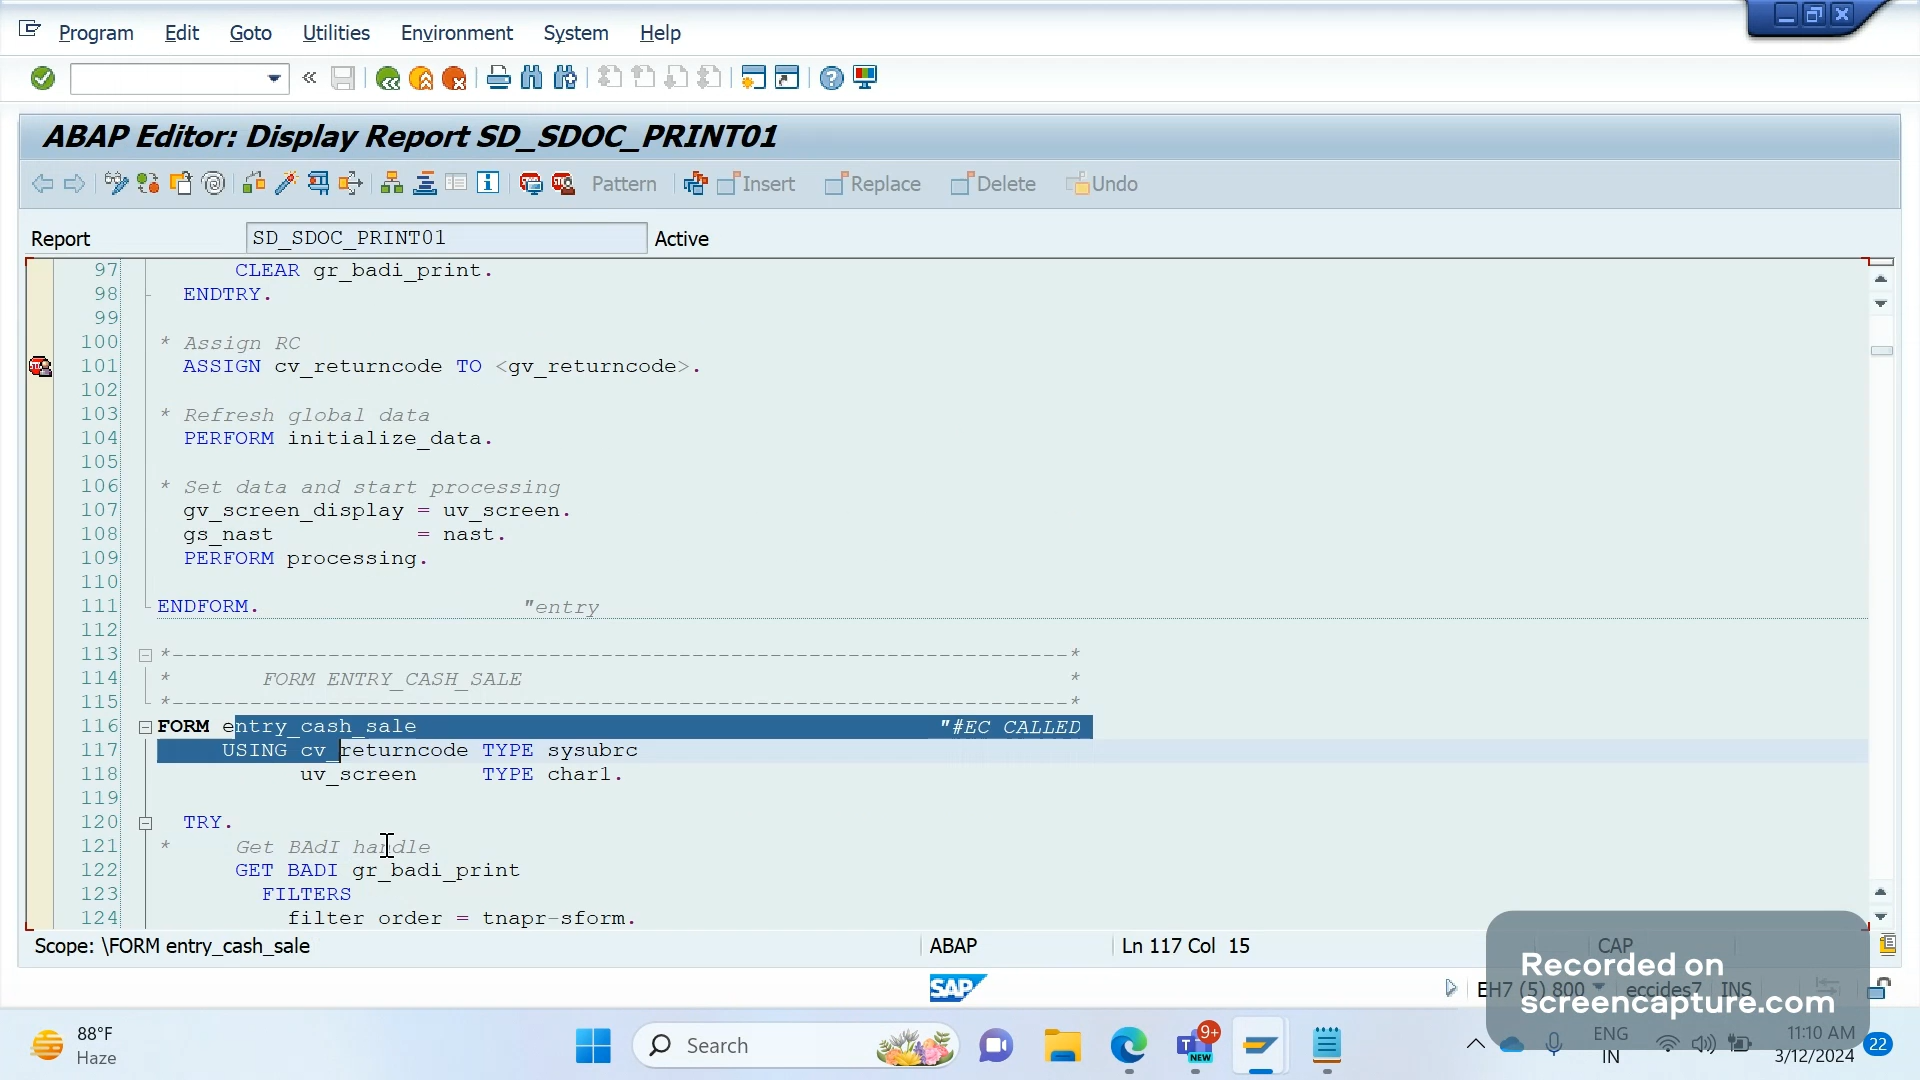 Program Edit Goto Utilities Environment System Help
ABAP Editor: Display Report SD_SDOC_PRINT01
Pattern Insert Replace Delete Undo
Report SD_SDOC_PRINT01 Active
97 CLEAR gr_badi_print.
98 ENDTRY.
99
100 * Assign RC
101 ASSIGN cv_returncode TO <gv_returncode>.
102
103 * Refresh global data
104 PERFORM initialize_data.
105
106 * Set data and start processing
107 gv_screen_display = uv_screen.
108 gs_nast = nast.
109 PERFORM processing.
110
111 ENDFORM. "entry
112
113 *---------------------------------------------------------------------*
114 * FORM ENTRY_CASH_SALE *
115 *---------------------------------------------------------------------*
116 FORM entry_cash_sale "#EC CALLED
117 USING cv_returncode TYPE sysubrc
118 uv_screen TYPE char1.
119
120 TRY.
121 * Get BAdI handle
122 GET BADI gr_badi_print
123 FILTERS
124 filter_order = tnapr-sform.
Scope: \FORM entry_cash_sale ABAP Ln 117 Col 15 CAP
Recorded on
screencapture.com
SAP EH7 (5) 800 eccides7 INS
88°F
Haze
Search
9+
NEW
ENG
IN
11:10 AM
3/12/2024
22